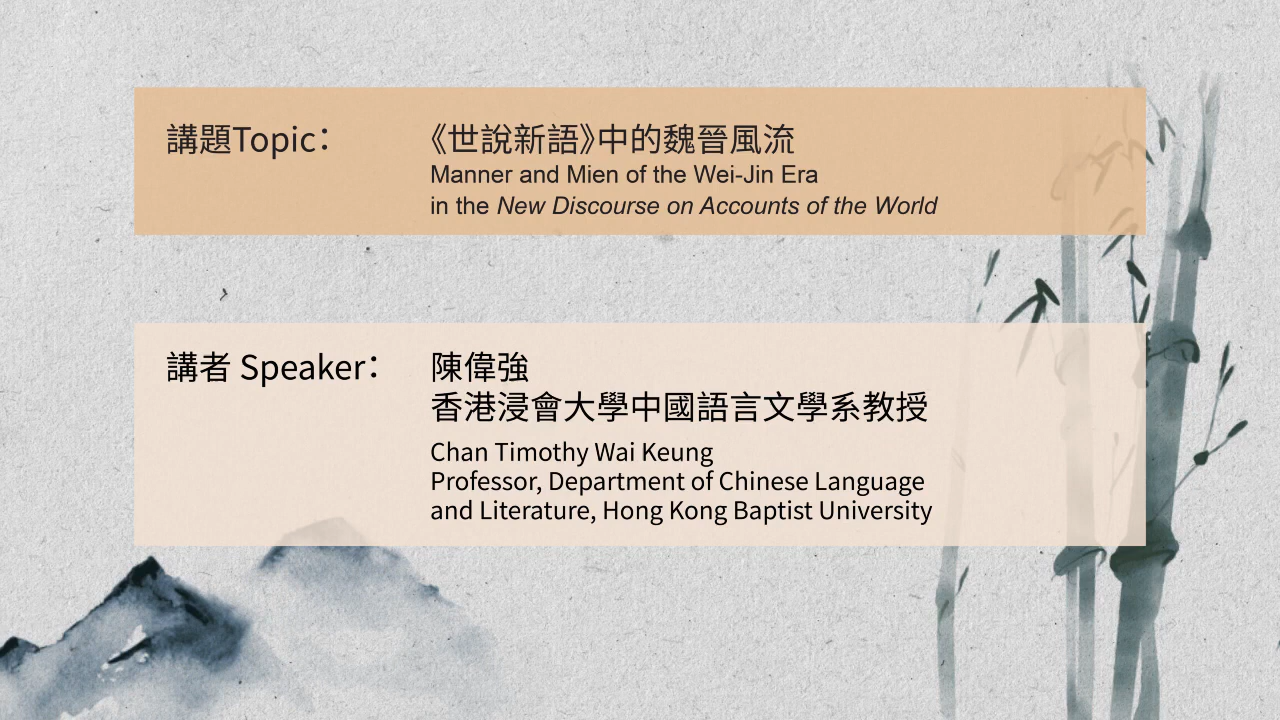 講題Topic：
《世說新語》中的魏晉風流
Manner and Mien of the Wei-Jin Era
in the New Discourse on Accounts of the World
講者 Speaker：
陳偉強
香港浸會大學中國語言文學系教授
Chan Timothy Wai Keung
Professor, Department of Chinese Language
and Literature, Hong Kong Baptist University